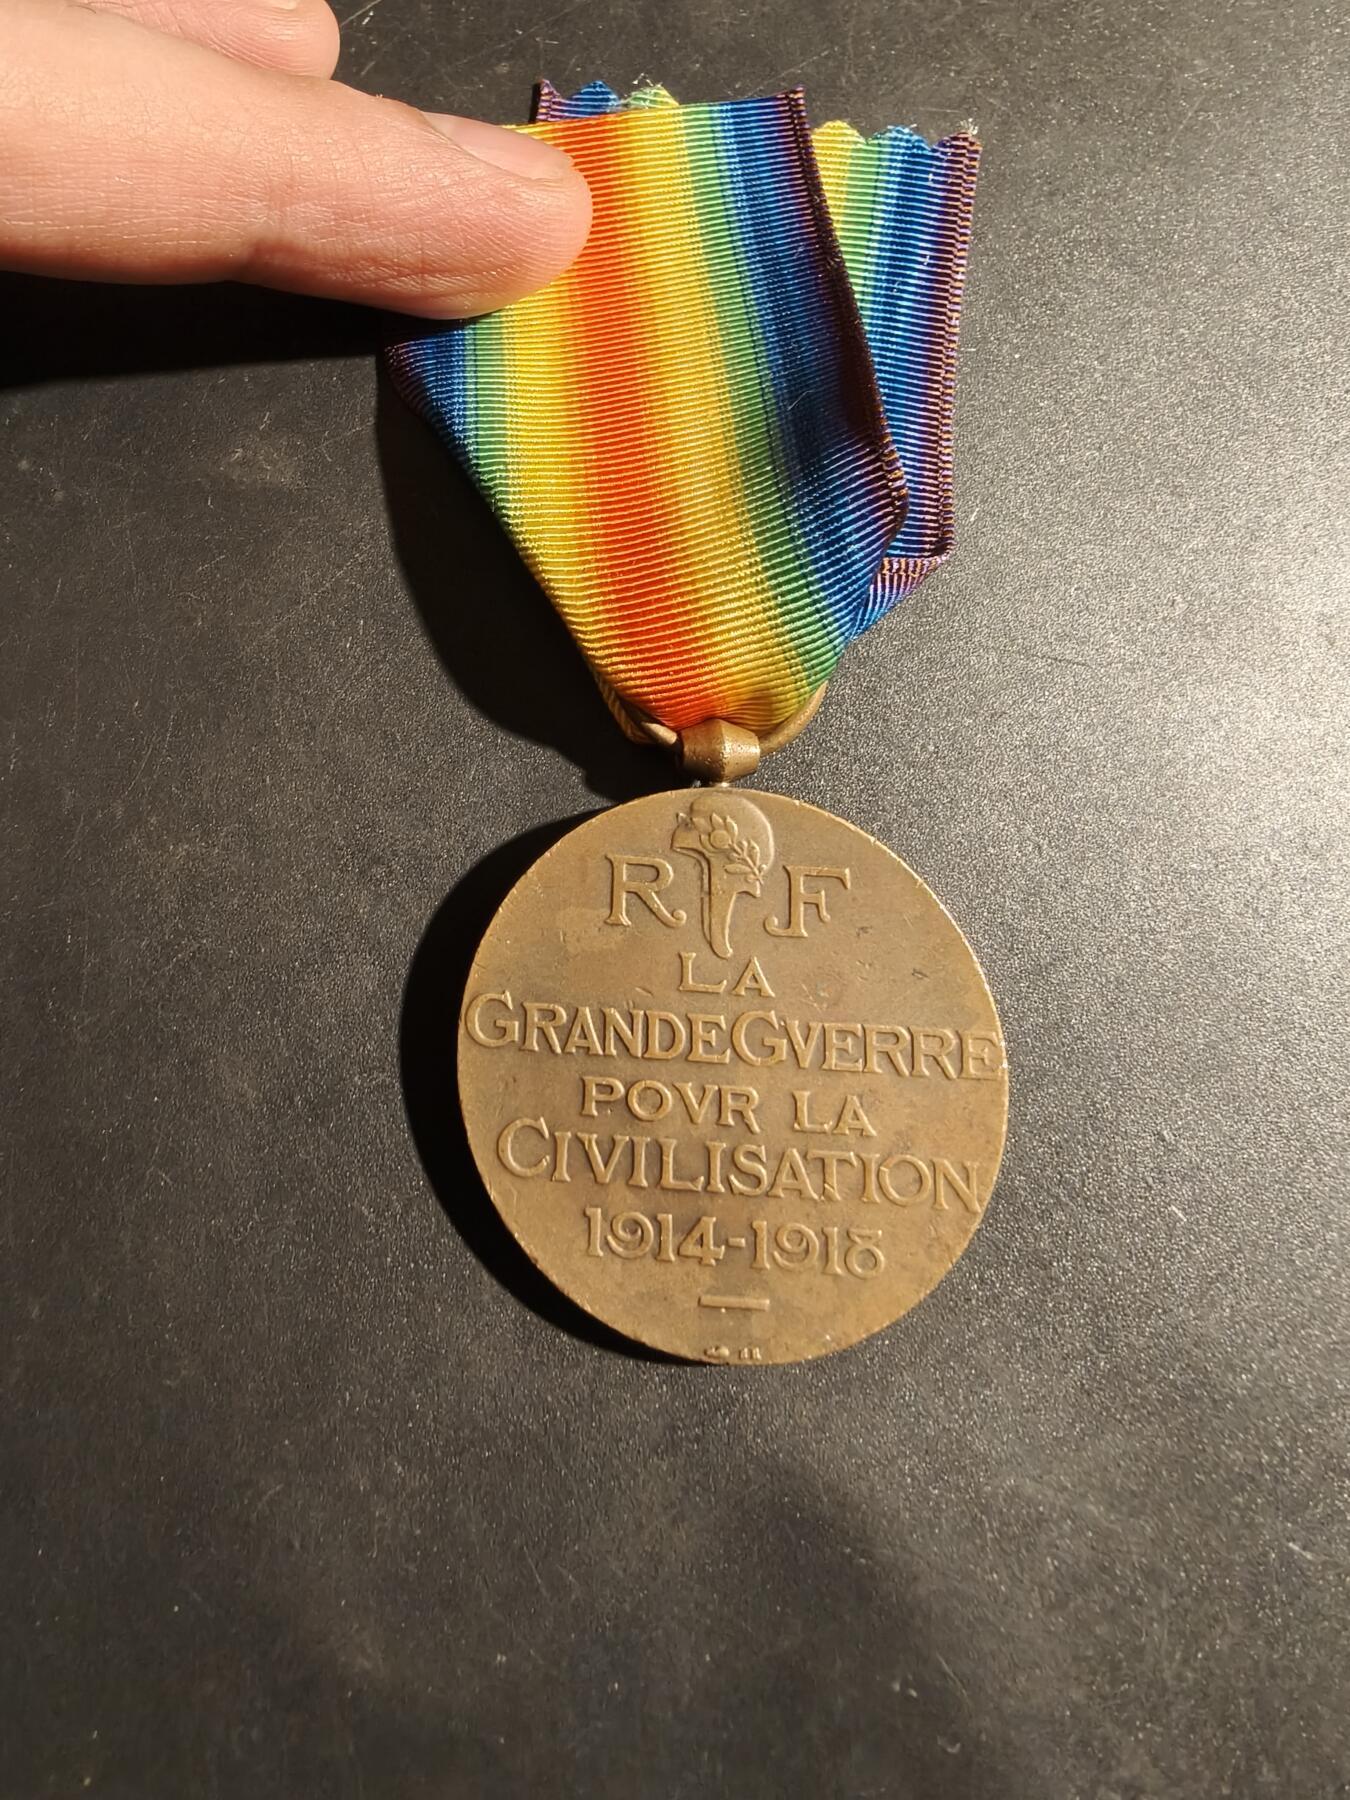 R F
LA
GRANDE GVERRE
POVR LA
CIVILISATION
1914-1918